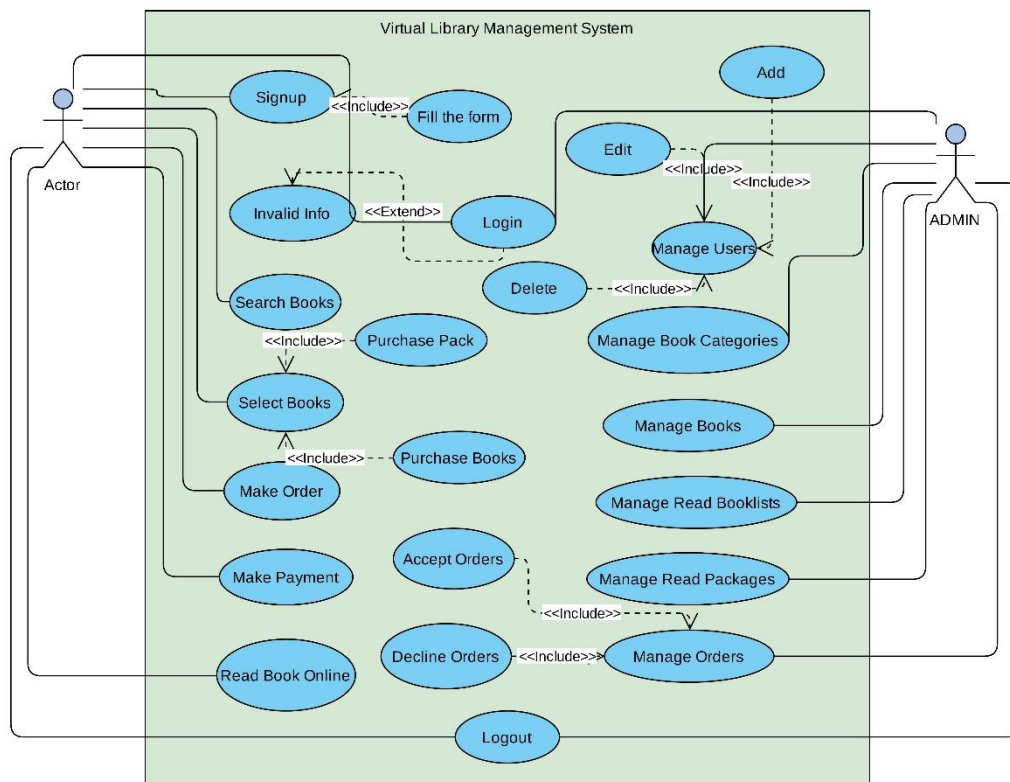 Virtual Library Management System
Add
Signup
<<Include>>
Fill the form
Edit
<<Include>>
<<Include>>
Actor
ADMIN
Invalid Info
<<Extend>>
Login
Manage Users
Search Books
Delete
<<Include>>
<<Include>>
Purchase Pack
Manage Book Categories
Select Books
Manage Books
<<Include>>
Purchase Books
Make Order
Manage Read Booklists
Accept Orders
Make Payment
Manage Read Packages
<<Include>>
Decline Orders
<<Include>>
Manage Orders
Read Book Online
Logout